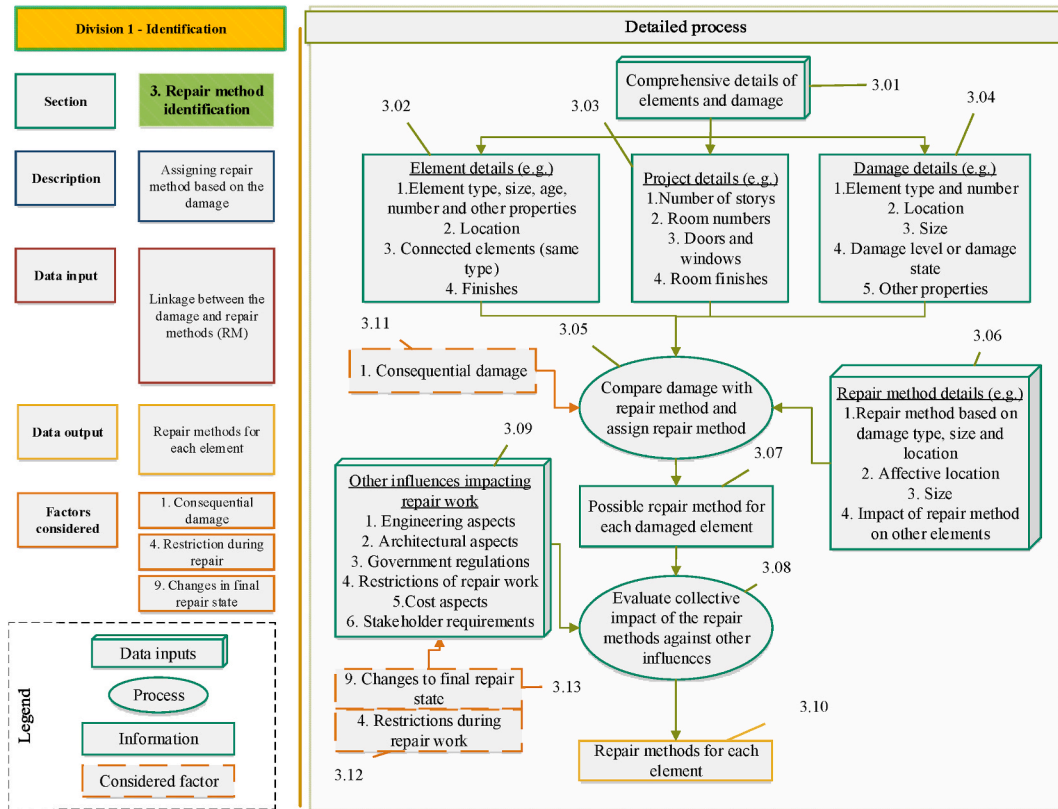 Division 1 - Identification
Section
3. Repair method
identification
Description
Assigning repair
method based on the
damage
Data input
Linkage between the
damage and repair
methods (RM)
Data output
Repair methods for
each element
Factors
considered
1. Consequential
damage
4. Restriction during
repair
9. Changes in final
repair state
Legend
Data inputs
Process
Information
Considered factor
Detailed process
Comprehensive details of
elements and damage
3.01
3.02
Element details (e.g.)
1.Element type, size, age,
number and other properties
2. Location
3. Connected elements (same
type)
4. Finishes
3.03
Project details (e.g.)
1.Number of storys
2. Room numbers
3. Doors and
windows
4. Room finishes
3.04
Damage details (e.g.)
1.Element type and number
2. Location
3. Size
4. Damage level or damage
state
5. Other properties
3.11
1. Consequential damage
3.05
Compare damage with
repair method and
assign repair method
3.06
Repair method details (e.g.)
1.Repair method based on
damage type, size and
location
2. Affective location
3. Size
4. Impact of repair method
on other elements
3.09
Other influences impacting
repair work
1. Engineering aspects
2. Architectural aspects
3. Government regulations
4. Restrictions of repair work
5.Cost aspects
6. Stakeholder requirements
3.07
Possible repair method for
each damaged element
3.08
Evaluate collective
impact of the repair
methods against other
influences
9. Changes to final repair
state
3.13
4. Restrictions during
repair work
3.12
3.10
Repair methods for each
element